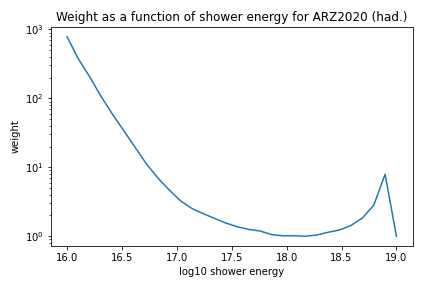 Weight as a function of shower energy for ARZ2020 (had.)
10³
10²
10¹
10⁰
weight
16.0 16.5 17.0 17.5 18.0 18.5 19.0
log10 shower energy